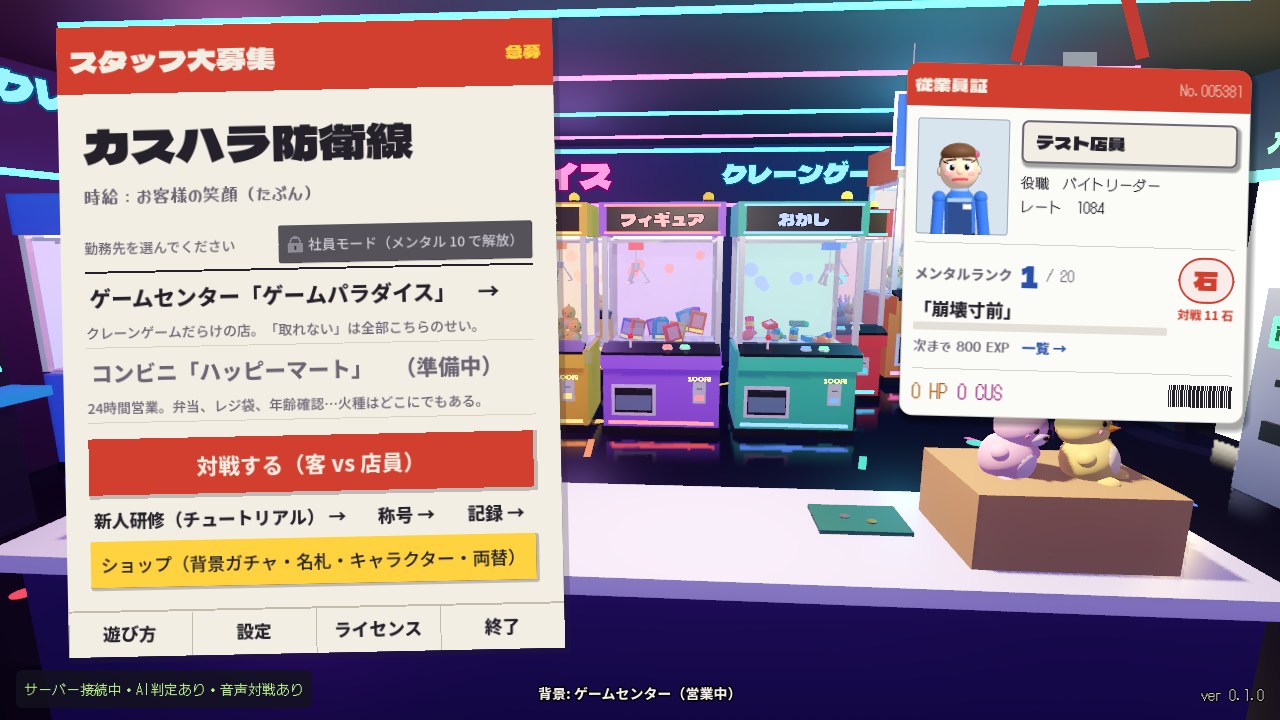 スタッフ大募集
急募
カスハラ防衛線
時給：お客様の笑顔（たぶん）
勤務先を選んでください
社員モード（メンタル 10 で解放）
ゲームセンター「ゲームパラダイス」 →
クレーンゲームだらけの店。「取れない」は全部こちらのせい。
コンビニ「ハッピーマート」 （準備中）
24時間営業。弁当、レジ袋、年齢確認…火種はどこにでもある。
対戦する（客 vs 店員）
新人研修（チュートリアル）→ 称号→ 記録→
ショップ（背景ガチャ・名札・キャラクター・両替）
遊び方 設定 ライセンス 終了
サーバー接続中・AI判定あり・音声対戦あり
クレーンゲー
フィギュア
おかし
100円
100円
背景: ゲームセンター（営業中）
従業員証
No.005381
テスト店員
役職 バイトリーダー
レート 1084
メンタルランク 1 / 20
「崩壊寸前」
次まで 800 EXP 一覧→
石
対戦 11 石
0 HP 0 CUS
ver 0.1.0